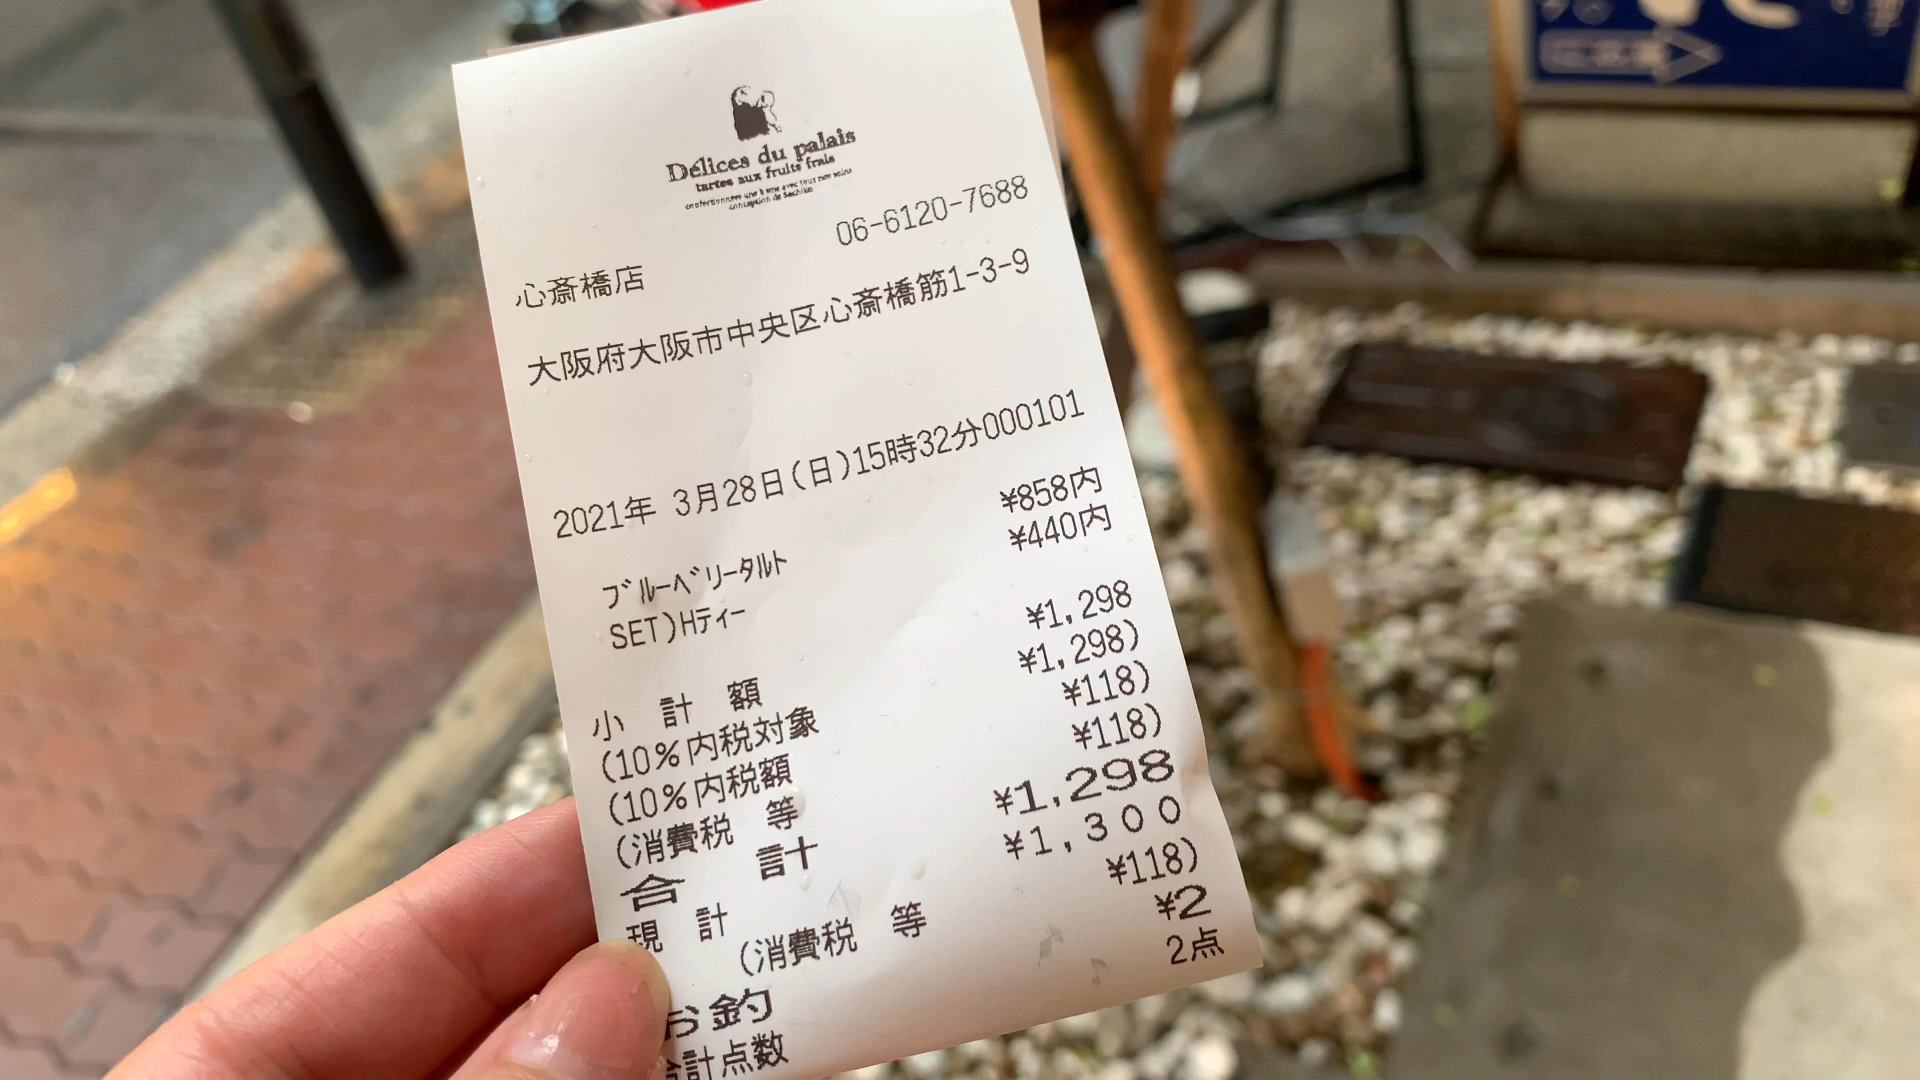 Délices du palais
tartes aux fruits frais
conception de Sachiko
06-6120-7688
心斎橋店
大阪府大阪市中央区心斎橋筋1-3-9
2021年 3月28日(日)15時32分000101
ブルーベリータルト ¥858内
SET)Hティー ¥440内
小 計 額 ¥1,298
(10%内税対象 ¥1,298)
(10%内税額 ¥118)
(消費税 等 ¥118)
合 計 ¥1,298
現 計 ¥1,300
(消費税 等 ¥118)
お釣 ¥2
合計点数 2点